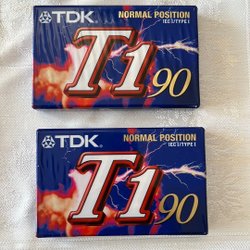 TDK
NORMAL POSITION
IEC I/TYPE I
T1 90
TDK
NORMAL POSITION
IEC I/TYPE I
T1 90